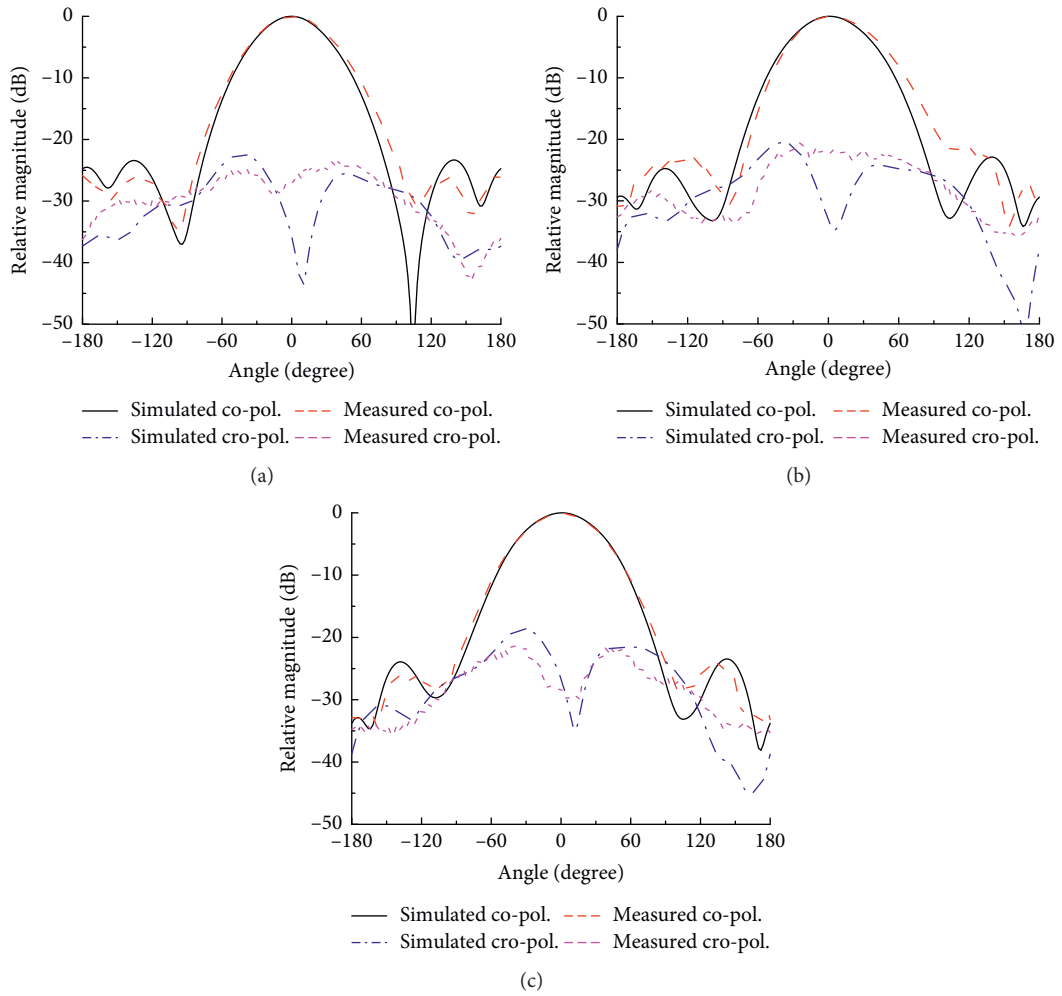 0
−10
−20
−30
−40
−50
Relative magnitude (dB)
−180 −120 −60 0 60 120 180
Angle (degree)
Simulated co-pol. Measured co-pol.
Simulated cro-pol. Measured cro-pol.
(a)
0
−10
−20
−30
−40
−50
Relative magnitude (dB)
−180 −120 −60 0 60 120 180
Angle (degree)
Simulated co-pol. Measured co-pol.
Simulated cro-pol. Measured cro-pol.
(b)
0
−10
−20
−30
−40
−50
Relative magnitude (dB)
−180 −120 −60 0 60 120 180
Angle (degree)
Simulated co-pol. Measured co-pol.
Simulated cro-pol. Measured cro-pol.
(c)